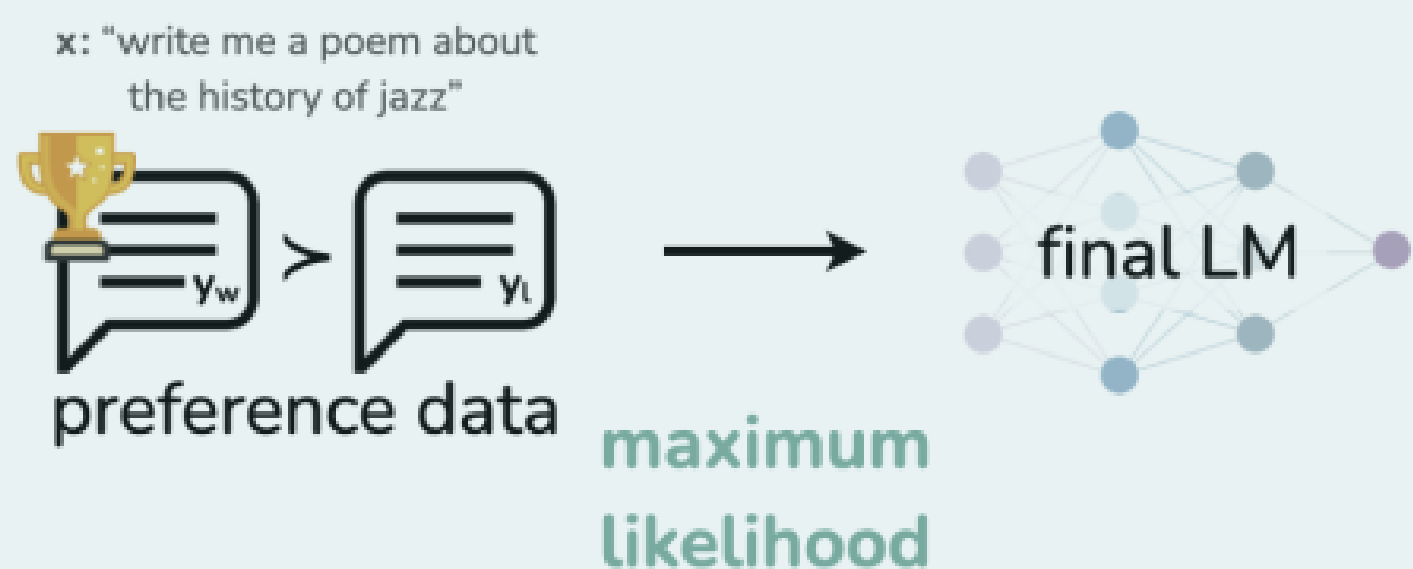 x: “write me a poem about
the history of jazz”
y_w ≻ y_l
preference data
final LM
maximum
likelihood